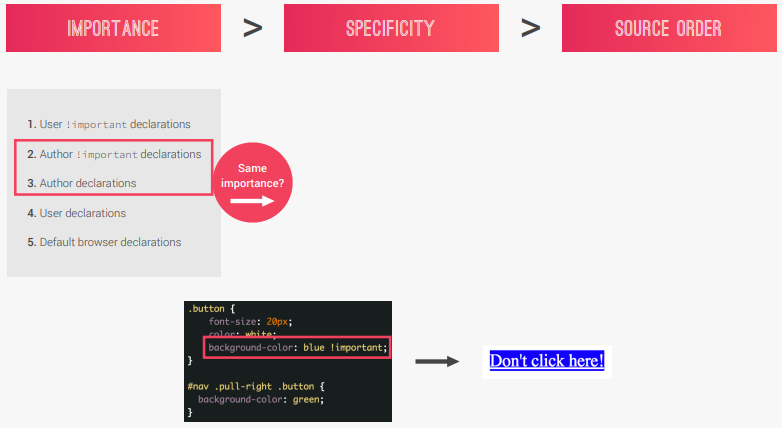 IMPORTANCE > SPECIFICITY > SOURCE ORDER
1. User !important declarations
2. Author !important declarations
3. Author declarations
4. User declarations
5. Default browser declarations
Same
importance?
.button {
font-size: 20px;
color: white;
background-color: blue !important;
}
#nav .pull-right .button {
background-color: green;
}
Don't click here!